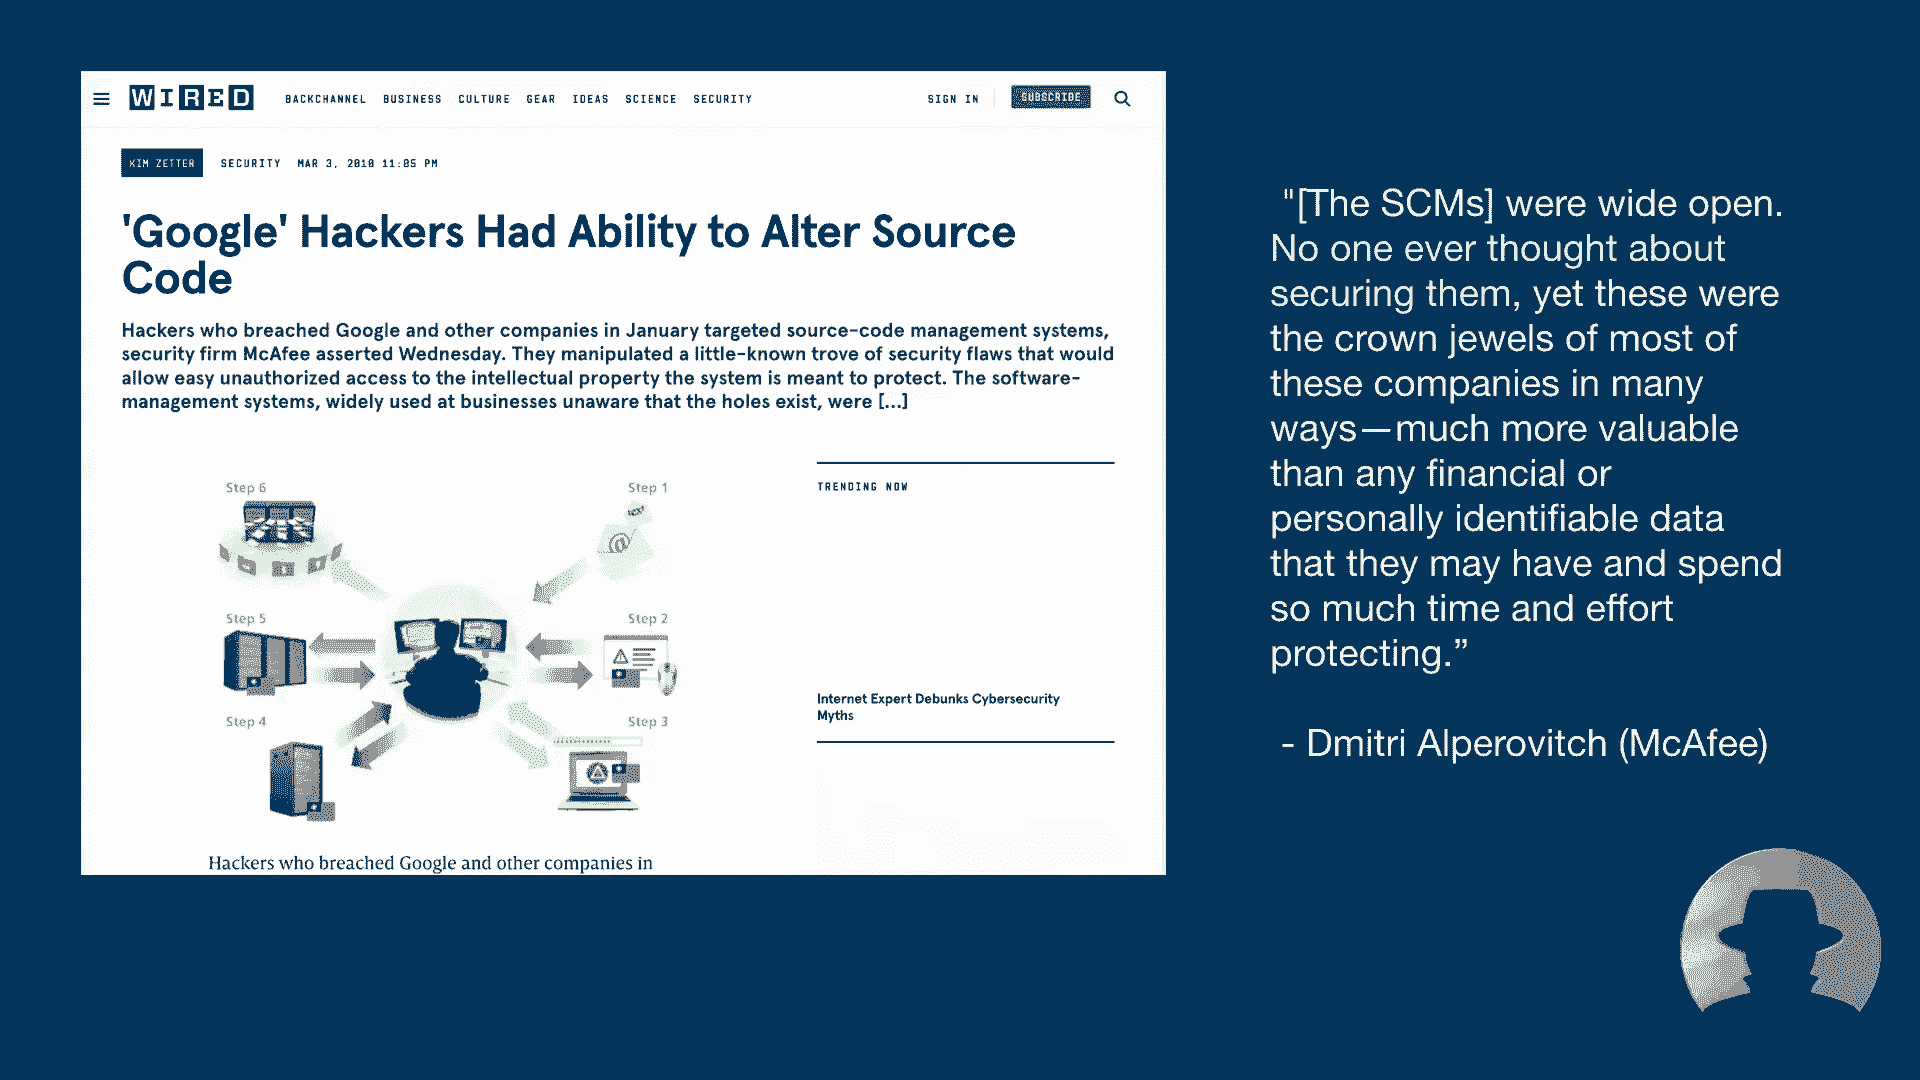 WIRED BACKCHANNEL BUSINESS CULTURE GEAR IDEAS SCIENCE SECURITY SIGN IN SUBSCRIBE
KIM ZETTER SECURITY MAR 3, 2010 11:05 PM
'Google' Hackers Had Ability to Alter Source
Code
Hackers who breached Google and other companies in January targeted source-code management systems,
security firm McAfee asserted Wednesday. They manipulated a little-known trove of security flaws that would
allow easy unauthorized access to the intellectual property the system is meant to protect. The software-
management systems, widely used at businesses unaware that the holes exist, were [...]
Step 6
Step 1
@
Step 5
Step 2
Step 4
Step 3
TRENDING NOW
Internet Expert Debunks Cybersecurity
Myths
Hackers who breached Google and other companies in
"[The SCMs] were wide open.
No one ever thought about
securing them, yet these were
the crown jewels of most of
these companies in many
ways—much more valuable
than any financial or
personally identifiable data
that they may have and spend
so much time and effort
protecting.”
- Dmitri Alperovitch (McAfee)